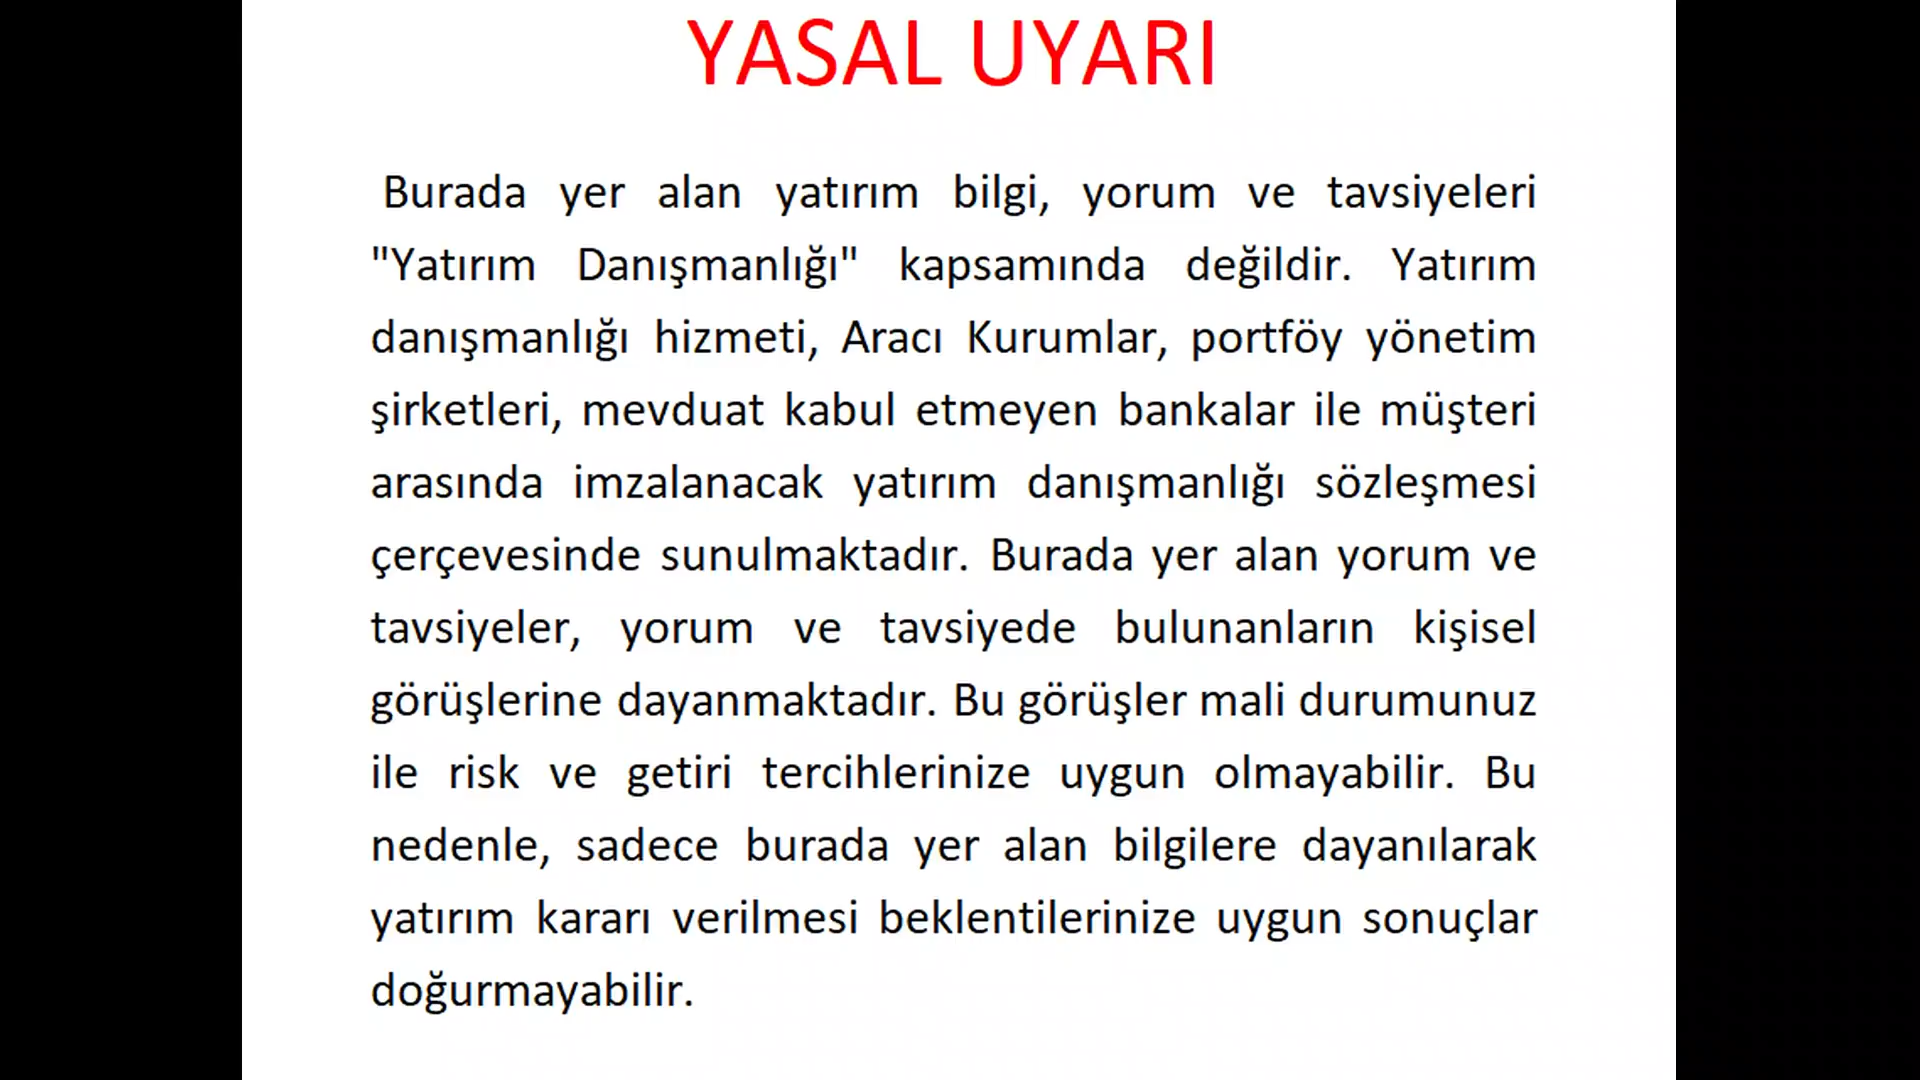 YASAL UYARI
Burada yer alan yatırım bilgi, yorum ve tavsiyeleri
"Yatırım Danışmanlığı" kapsamında değildir. Yatırım
danışmanlığı hizmeti, Aracı Kurumlar, portföy yönetim
şirketleri, mevduat kabul etmeyen bankalar ile müşteri
arasında imzalanacak yatırım danışmanlığı sözleşmesi
çerçevesinde sunulmaktadır. Burada yer alan yorum ve
tavsiyeler, yorum ve tavsiyede bulunanların kişisel
görüşlerine dayanmaktadır. Bu görüşler mali durumunuz
ile risk ve getiri tercihlerinize uygun olmayabilir. Bu
nedenle, sadece burada yer alan bilgilere dayanılarak
yatırım kararı verilmesi beklentilerinize uygun sonuçlar
doğurmayabilir.